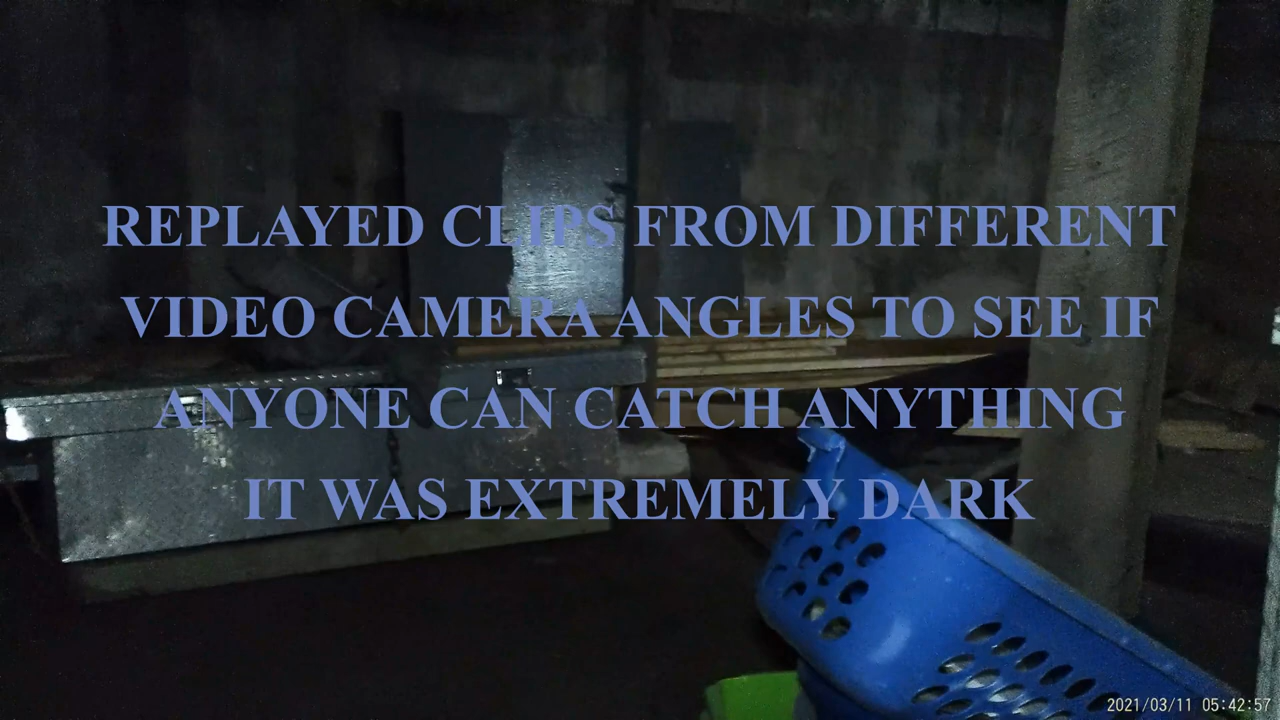 REPLAYED CLIPS FROM DIFFERENT
VIDEO CAMERA ANGLES TO SEE IF
ANYONE CAN CATCH ANYTHING
IT WAS EXTREMELY DARK
2021/03/11 05:42:57